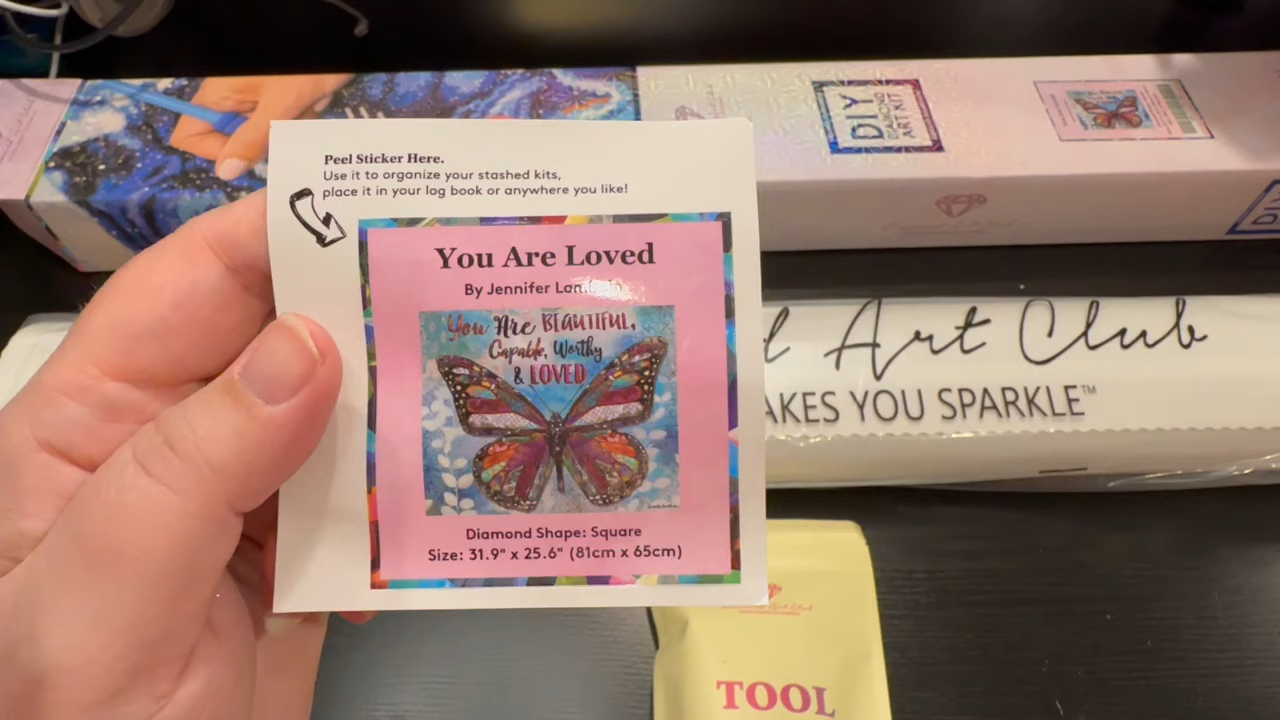 Peel Sticker Here.
Use it to organize your stashed kits,
place it in your log book or anywhere you like!
You Are Loved
By Jennifer
You Are BEAUTIFUL,
Capable, Worthy
& LOVED
Diamond Shape: Square
Size: 31.9" x 25.6" (81cm x 65cm)
DIY
DIAMOND
ART KIT
Art Club
AKES YOU SPARKLE™
TOOL